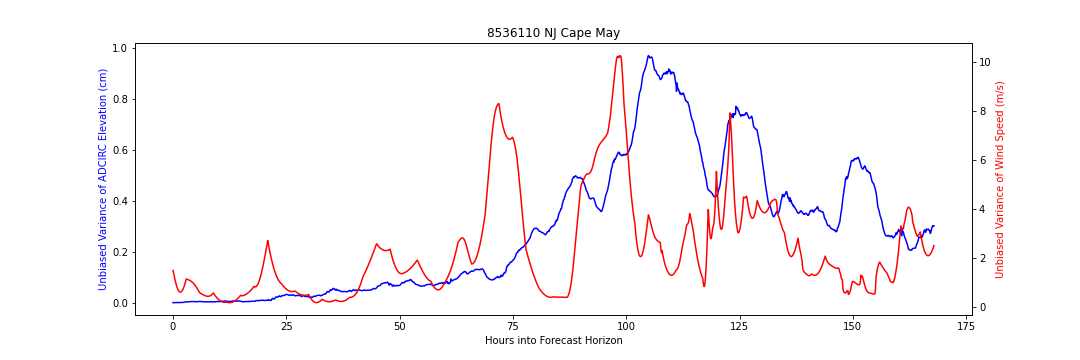 8536110 NJ Cape May
Unbiased Variance of ADCIRC Elevation (cm)
1.0
0.8
0.6
0.4
0.2
0.0
10
8
6
4
2
0
Unbiased Variance of Wind Speed (m/s)
0 25 50 75 100 125 150 175
Hours into Forecast Horizon